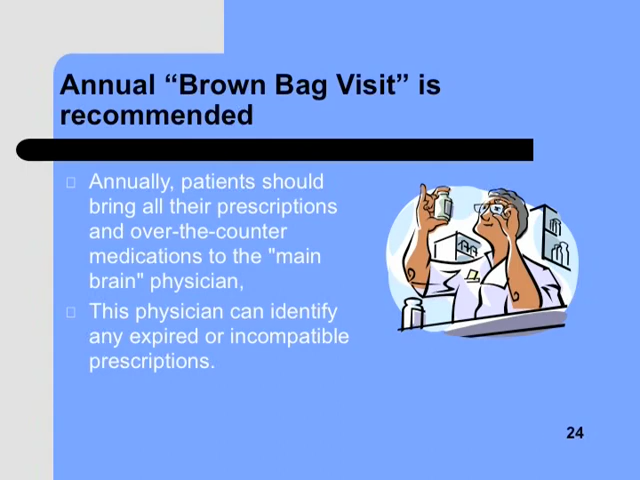 Annual “Brown Bag Visit” is
recommended
Annually, patients should
bring all their prescriptions
and over-the-counter
medications to the "main
brain" physician,
This physician can identify
any expired or incompatible
prescriptions.
24